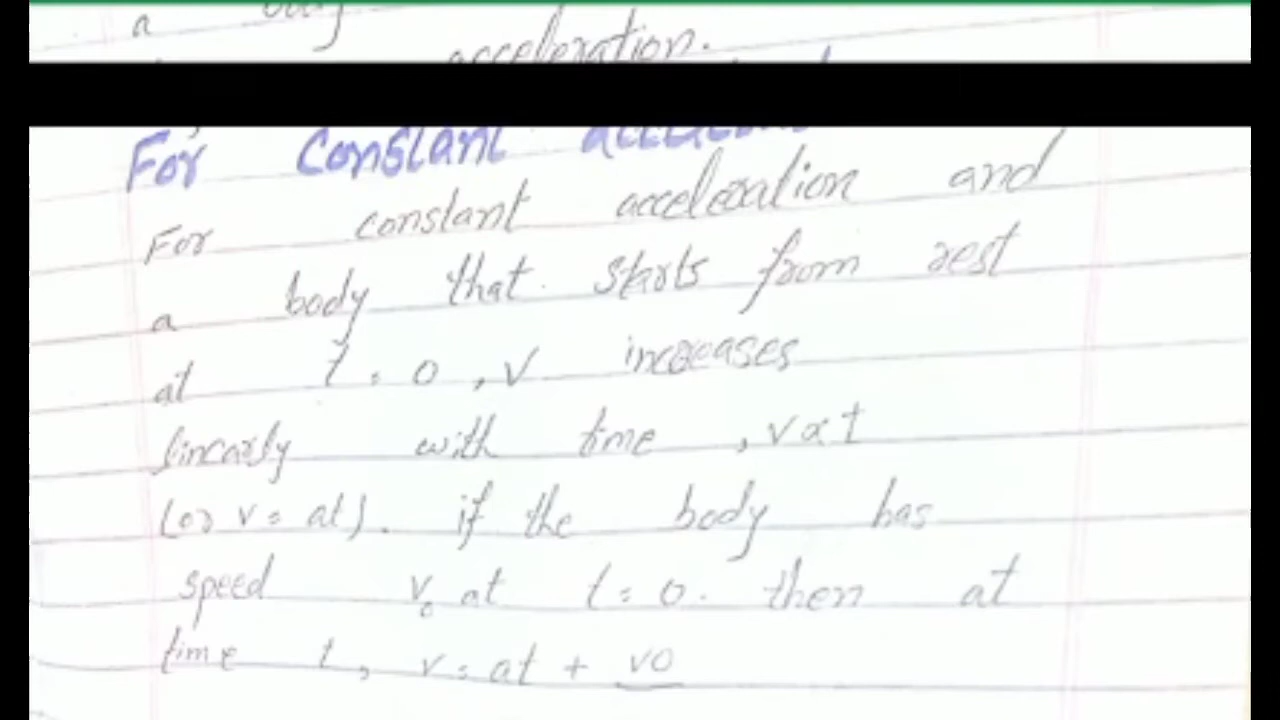 a body
acceleration.
For constant
For constant acceleration and
a body that starts from rest
at t = 0 , v increases
linearly with time , v ∝ t
(or v = at). if the body has
speed v₀ at t = 0. then at
time t, v = at + v0